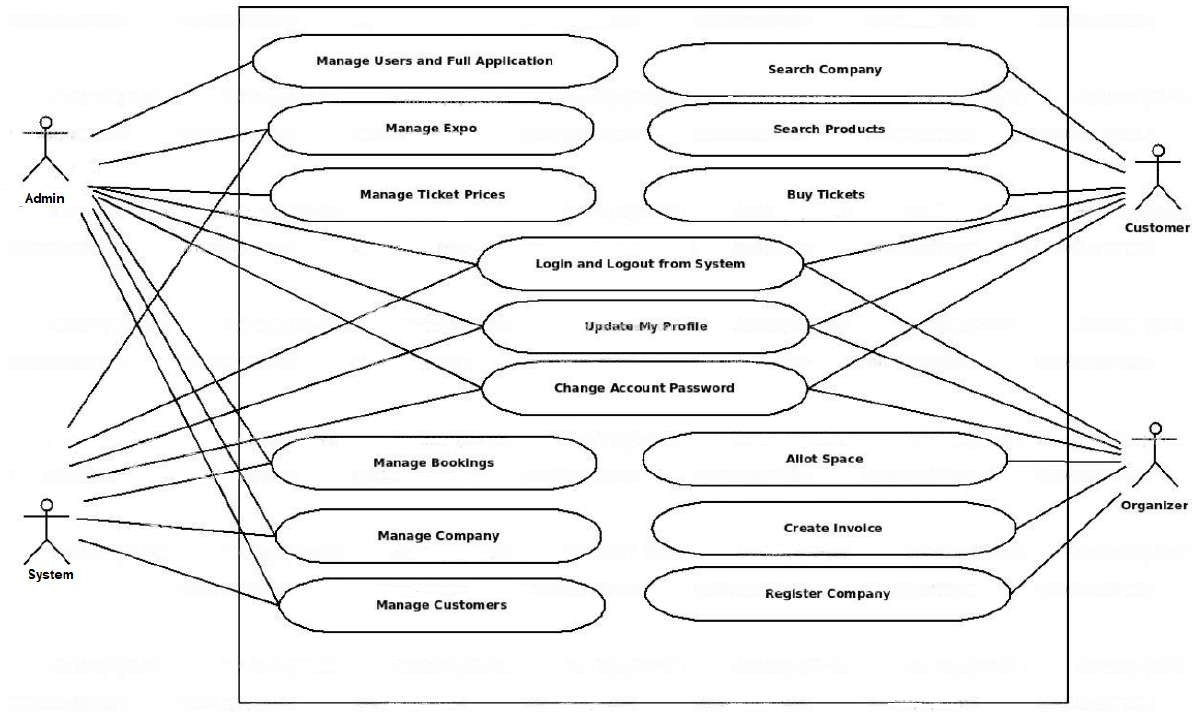 Manage Users and Full Application
Search Company
Manage Expo
Search Products
Admin
Manage Ticket Prices
Buy Tickets
Customer
Login and Logout from System
Update My Profile
Change Account Password
Manage Bookings
Allot Space
Organizer
Manage Company
Create Invoice
System
Manage Customers
Register Company